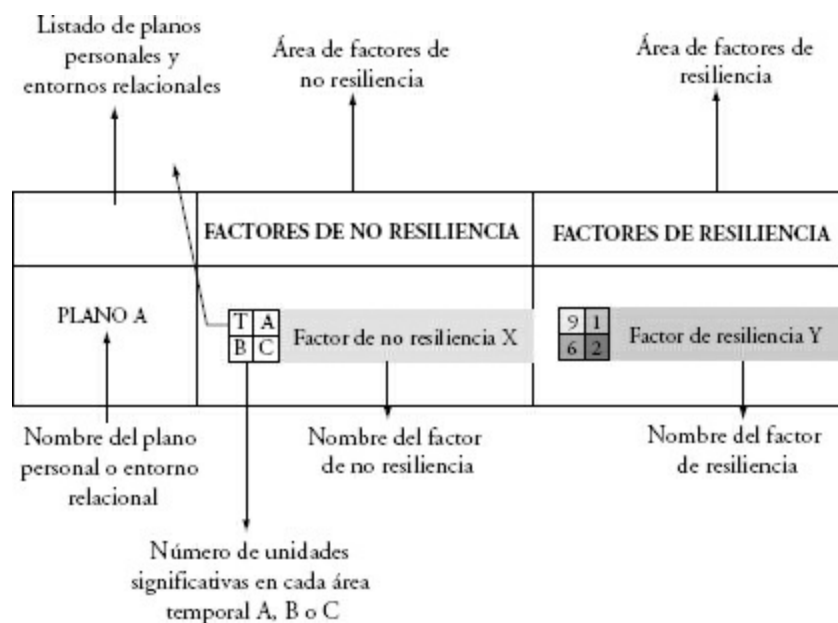 Listado de planos
personales y
entornos relacionales
Área de factores de
no resiliencia
Área de factores de
resiliencia
FACTORES DE NO RESILIENCIA
FACTORES DE RESILIENCIA
PLANO A
T A
B C
Factor de no resiliencia X
9 1
6 2
Factor de resiliencia Y
Nombre del plano
personal o entorno
relacional
Nombre del factor
de no resiliencia
Nombre del factor
de resiliencia
Número de unidades
significativas en cada área
temporal A, B o C